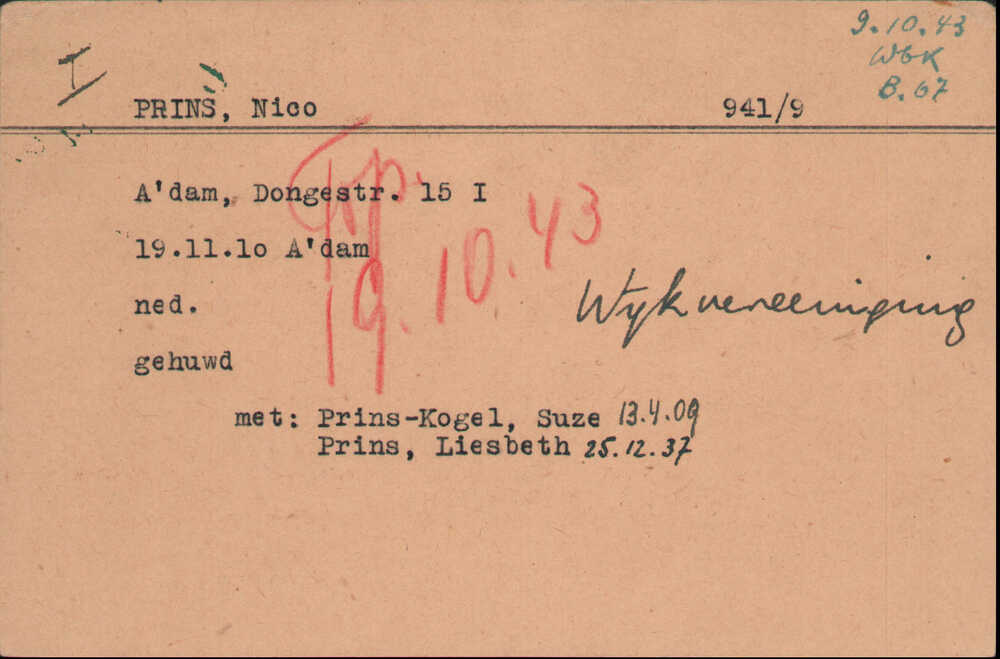 9.10.43
WBK
B.67
I
PRINS, Nico 941/9
A'dam, Dongestr. 15 I
19.11.1o A'dam
ned.
gehuwd
19.10.43
Wykvereeniging
met: Prins-Kogel, Suze 13.4.09
Prins, Liesbeth 25.12.37